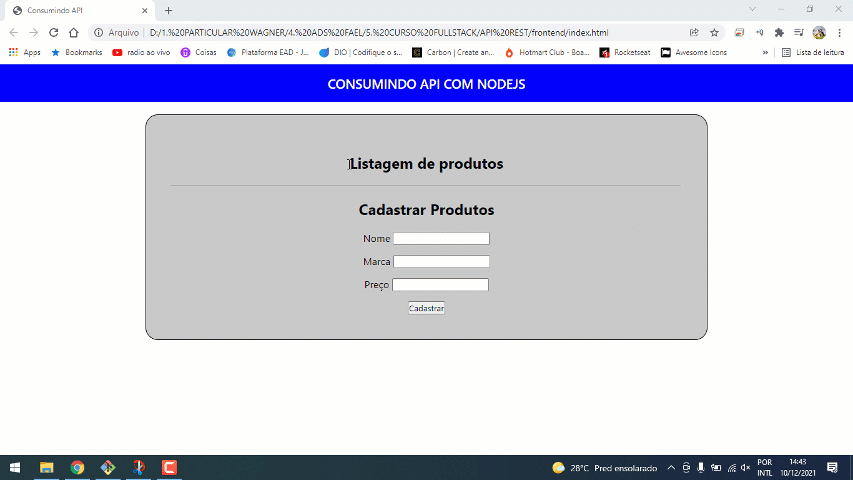 Consumindo API
Arquivo D:/1.%20PARTICULAR%20WAGNER/4.%20ADS%20FAEL/5.%20CURSO%20FULLSTACK/API%20REST/frontend/index.html
Apps Bookmarks radio ao vivo Coisas Plataforma EAD - J... DIO | Codifique o s... Carbon | Create an... Hotmart Club - Boa... Rocketseat Awesome Icons » Lista de leitura
CONSUMINDO API COM NODEJS
Listagem de produtos
Cadastrar Produtos
Nome
Marca
Preço
Cadastrar
28°C Pred ensolarado
POR
INTL
14:43
10/12/2021